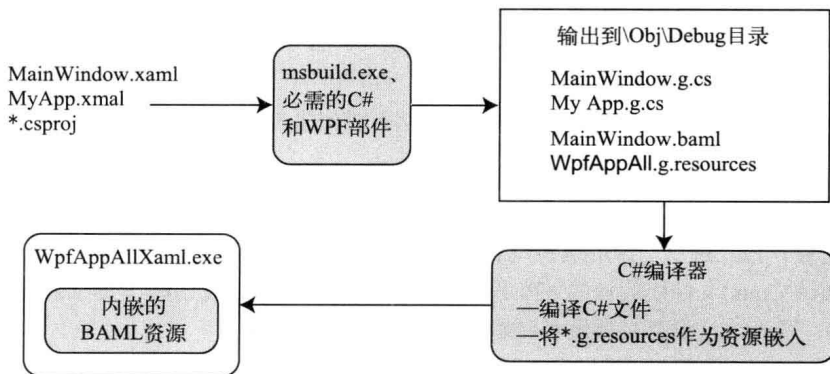 MainWindow.xaml
MyApp.xmal
*.csproj
msbuild.exe、
必需的C#
和WPF部件
输出到\Obj\Debug目录
MainWindow.g.cs
My App.g.cs
MainWindow.baml
WpfAppAll.g.resources
C#编译器
—编译C#文件
—将*.g.resources作为资源嵌入
WpfAppAllXaml.exe
内嵌的
BAML资源